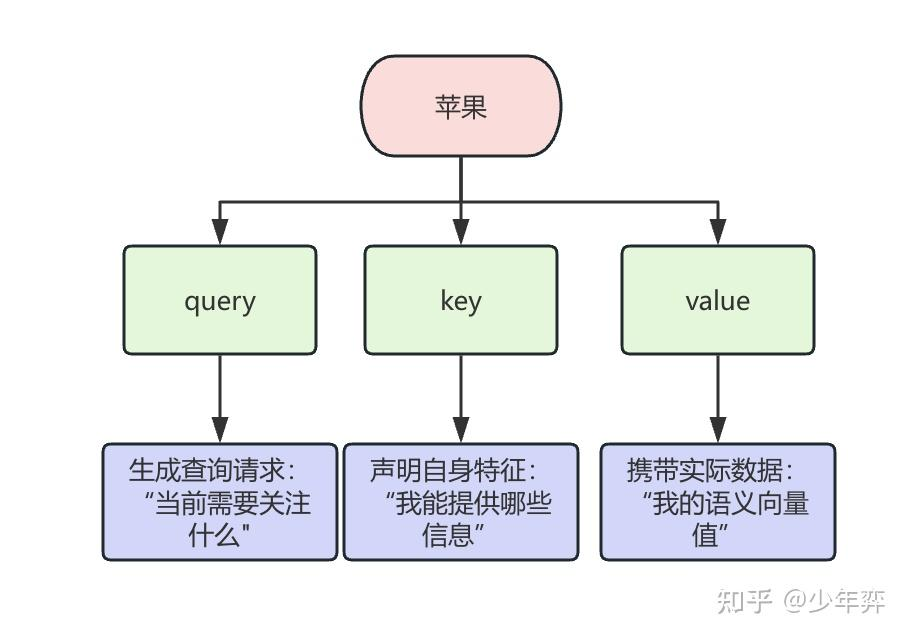 苹果
query
key
value
生成查询请求：
“当前需要关注
什么"
声明自身特征：
“我能提供哪些
信息”
携带实际数据：
“我的语义向量
值”
知乎 @少年弈